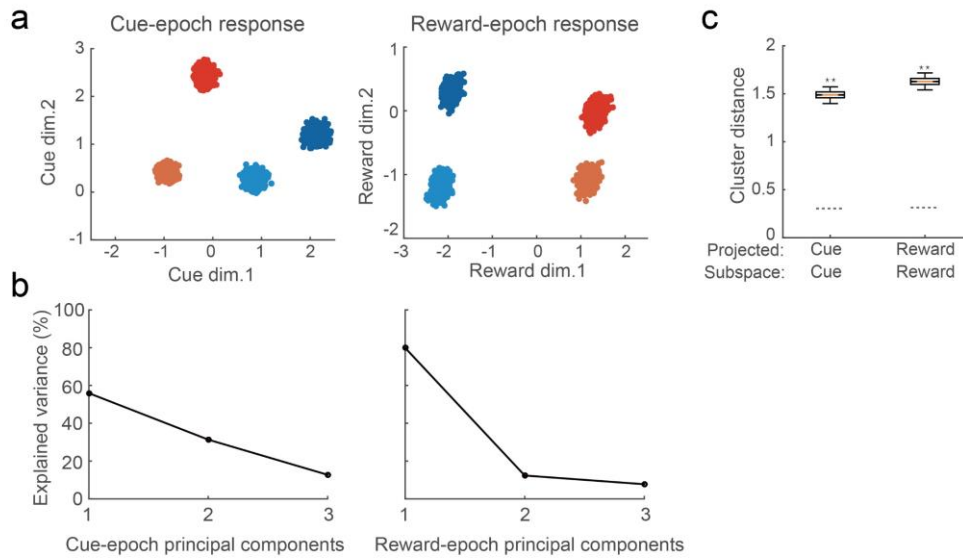 a
Cue-epoch response
Reward-epoch response
3
2
1
0
-1
Cue dim.2
-2 -1 0 1 2
Cue dim.1
1
0
-1
-2
Reward dim.2
-3 -2 -1 0 1 2
Reward dim.1
c
2
1.5
1
0.5
0
Cluster distance
** **
Projected: Cue Reward
Subspace: Cue Reward
b
100
80
60
40
20
0
Explained variance (%)
1 2 3
Cue-epoch principal components
1 2 3
Reward-epoch principal components